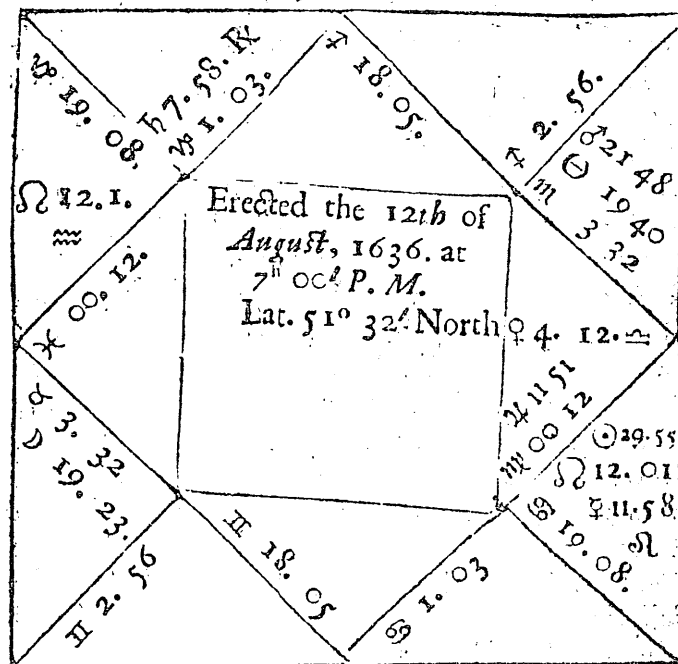 ♑ 19. 08.
♄ 7. 58. ℞
♑ 1. 03.
♐ 18. 05.
♐ 2. 56.
♂ 21 48
⊖ 19 40
♏ 3 32
☊ 12. 1.
♒
♓ 00. 12.
Erected the 12th of
Auguſt, 1636. at
7ʰ 00′ P. M.
Lat. 51° 32′ North
♀ 4. 12. ♎
♈ 3. 32
☽ 19. 23.
♊ 2. 56
♊ 18. 05
♋ 1. 03
♃ 11 51
♍ 00 12
☉ 29.55
☊ 12. 01
☿ 11.58
♌
♋ 19. 08.